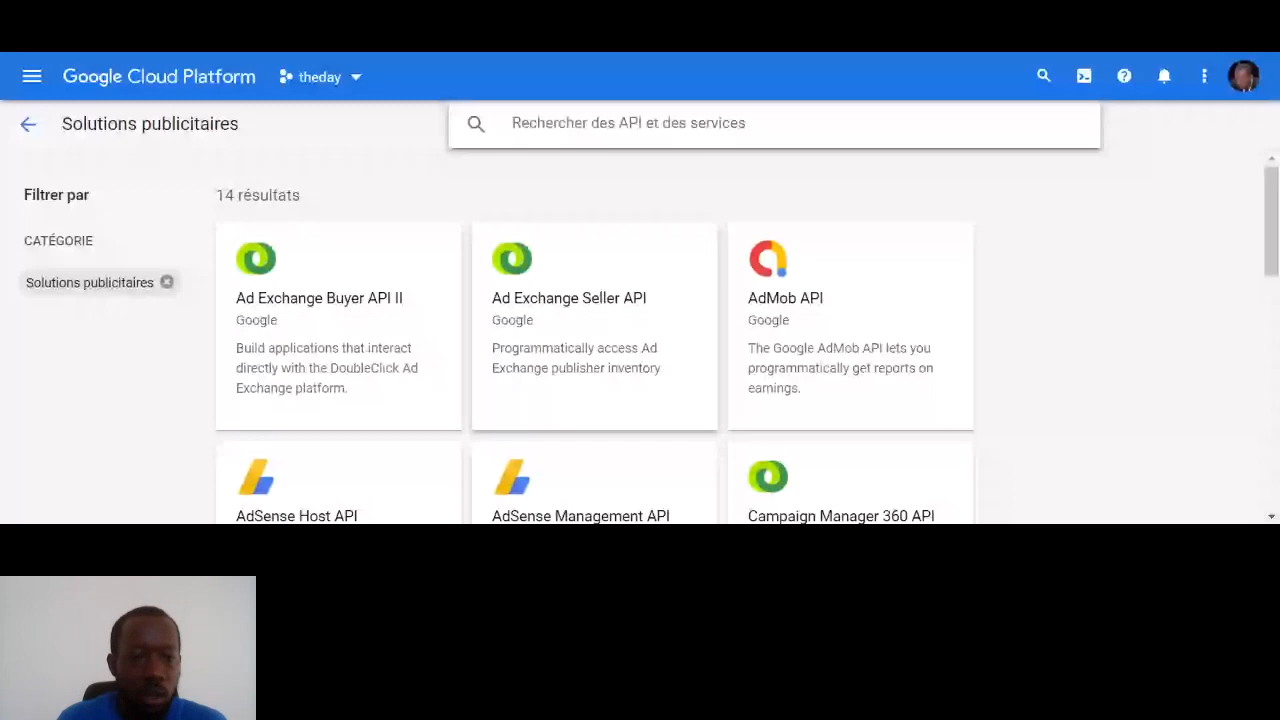 Google Cloud Platform
theday
Solutions publicitaires
Rechercher des API et des services
Filtrer par
14 résultats
CATÉGORIE
Solutions publicitaires
Ad Exchange Buyer API II
Google
Build applications that interact
directly with the DoubleClick Ad
Exchange platform.
Ad Exchange Seller API
Google
Programmatically access Ad
Exchange publisher inventory
AdMob API
Google
The Google AdMob API lets you
programmatically get reports on
earnings.
AdSense Host API
AdSense Management API
Campaign Manager 360 API